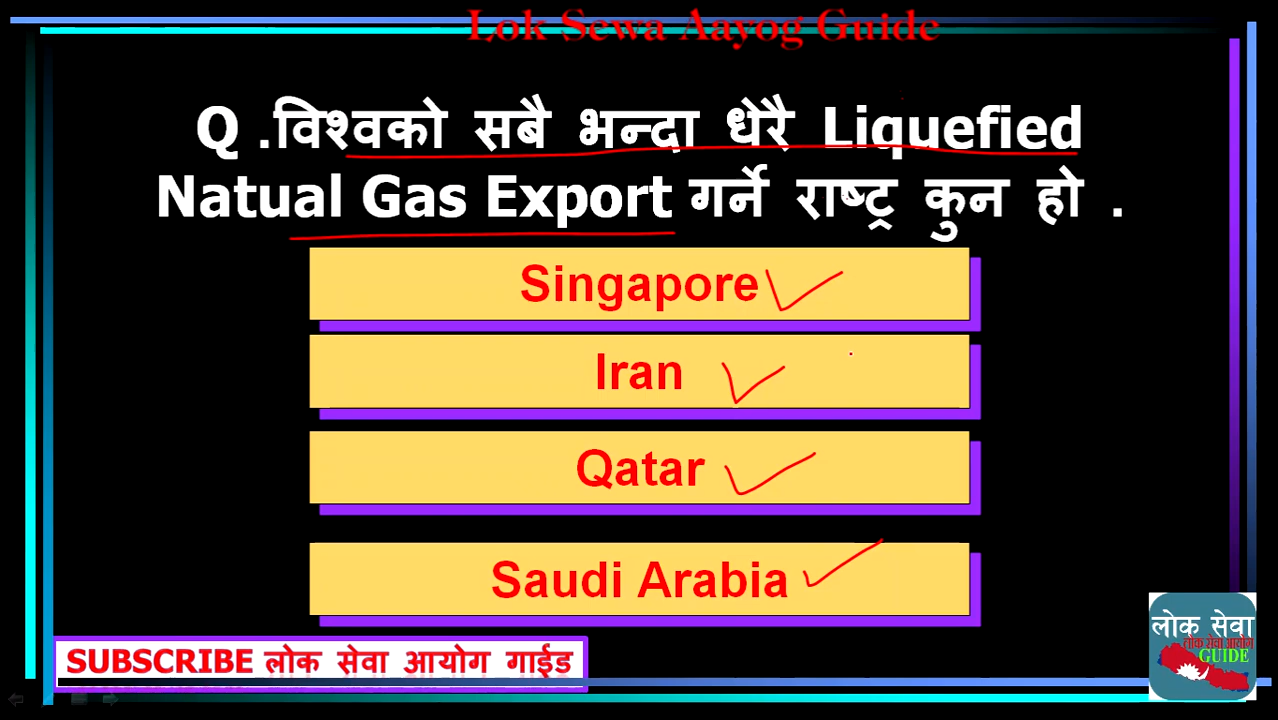 Lok Sewa Aayog Guide
Q .विश्वको सबै भन्दा धेरै Liquefied
Natual Gas Export गर्ने राष्ट्र कुन हो .
Singapore
Iran
Qatar
Saudi Arabia
SUBSCRIBE लोक सेवा आयोग गाईड
लोक सेवा
लोक सेवा आयोग
GUIDE